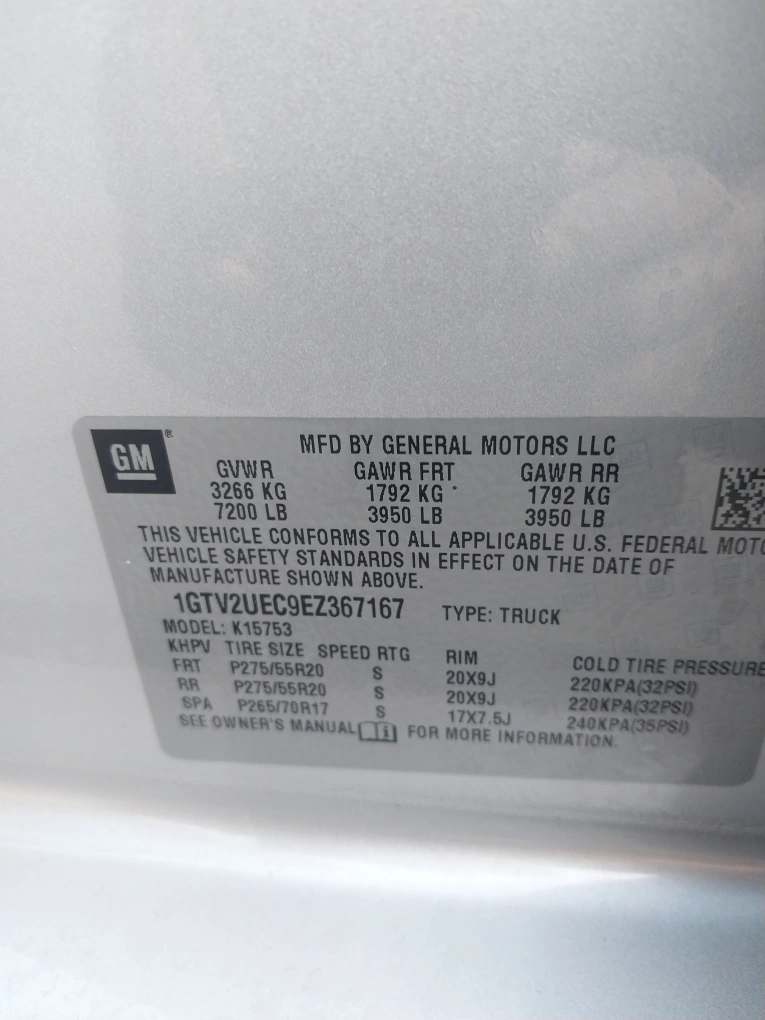 GM®
MFD BY GENERAL MOTORS LLC
GVWR GAWR FRT GAWR RR
3266 KG 1792 KG 1792 KG
7200 LB 3950 LB 3950 LB
THIS VEHICLE CONFORMS TO ALL APPLICABLE U.S. FEDERAL
VEHICLE SAFETY STANDARDS IN EFFECT ON THE DATE OF
MANUFACTURE SHOWN ABOVE.
1GTV2UEC9EZ367167 TYPE: TRUCK
MODEL: K15753
KHPV TIRE SIZE SPEED RTG RIM COLD TIRE PRESSURE
FRT P275/55R20 S 20X9J 220KPA(32PSI)
RR P275/55R20 S 20X9J 220KPA(32PSI)
SPA P265/70R17 S 17X7.5J 240KPA(35PSI)
SEE OWNER'S MANUAL FOR MORE INFORMATION.